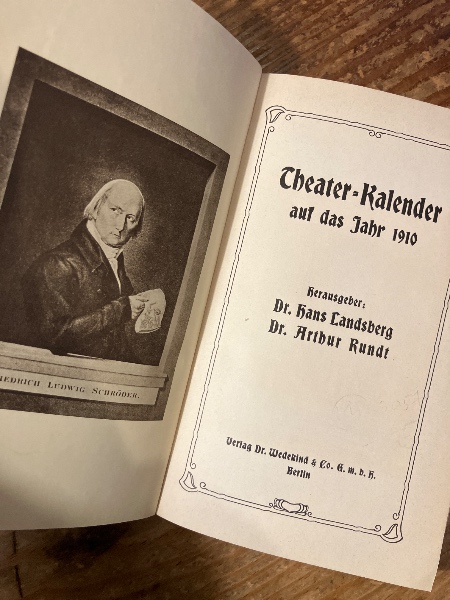 FRIEDRICH LUDWIG SCHRÖDER.
Theater-Kalender
auf das Jahr 1910
Herausgeber:
Dr. Hans Landsberg
Dr. Arthur Rundt
Verlag Dr. Wedekind & Co. G. m. b. H.
Berlin